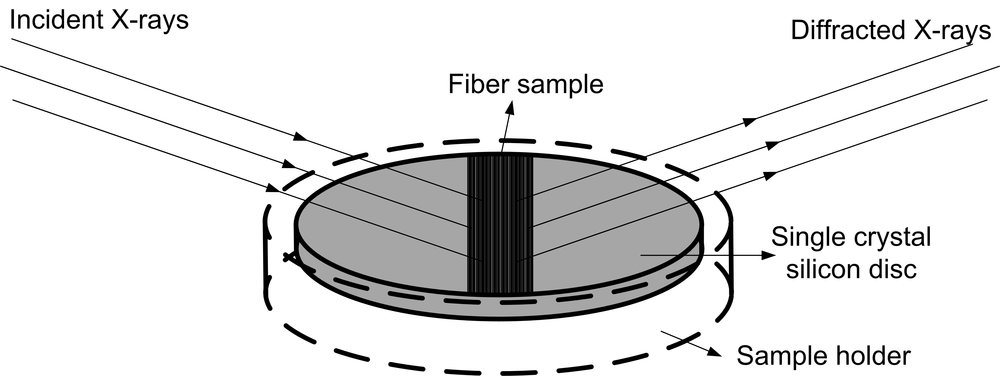 Incident X-rays
Diffracted X-rays
Fiber sample
Single crystal
silicon disc
Sample holder